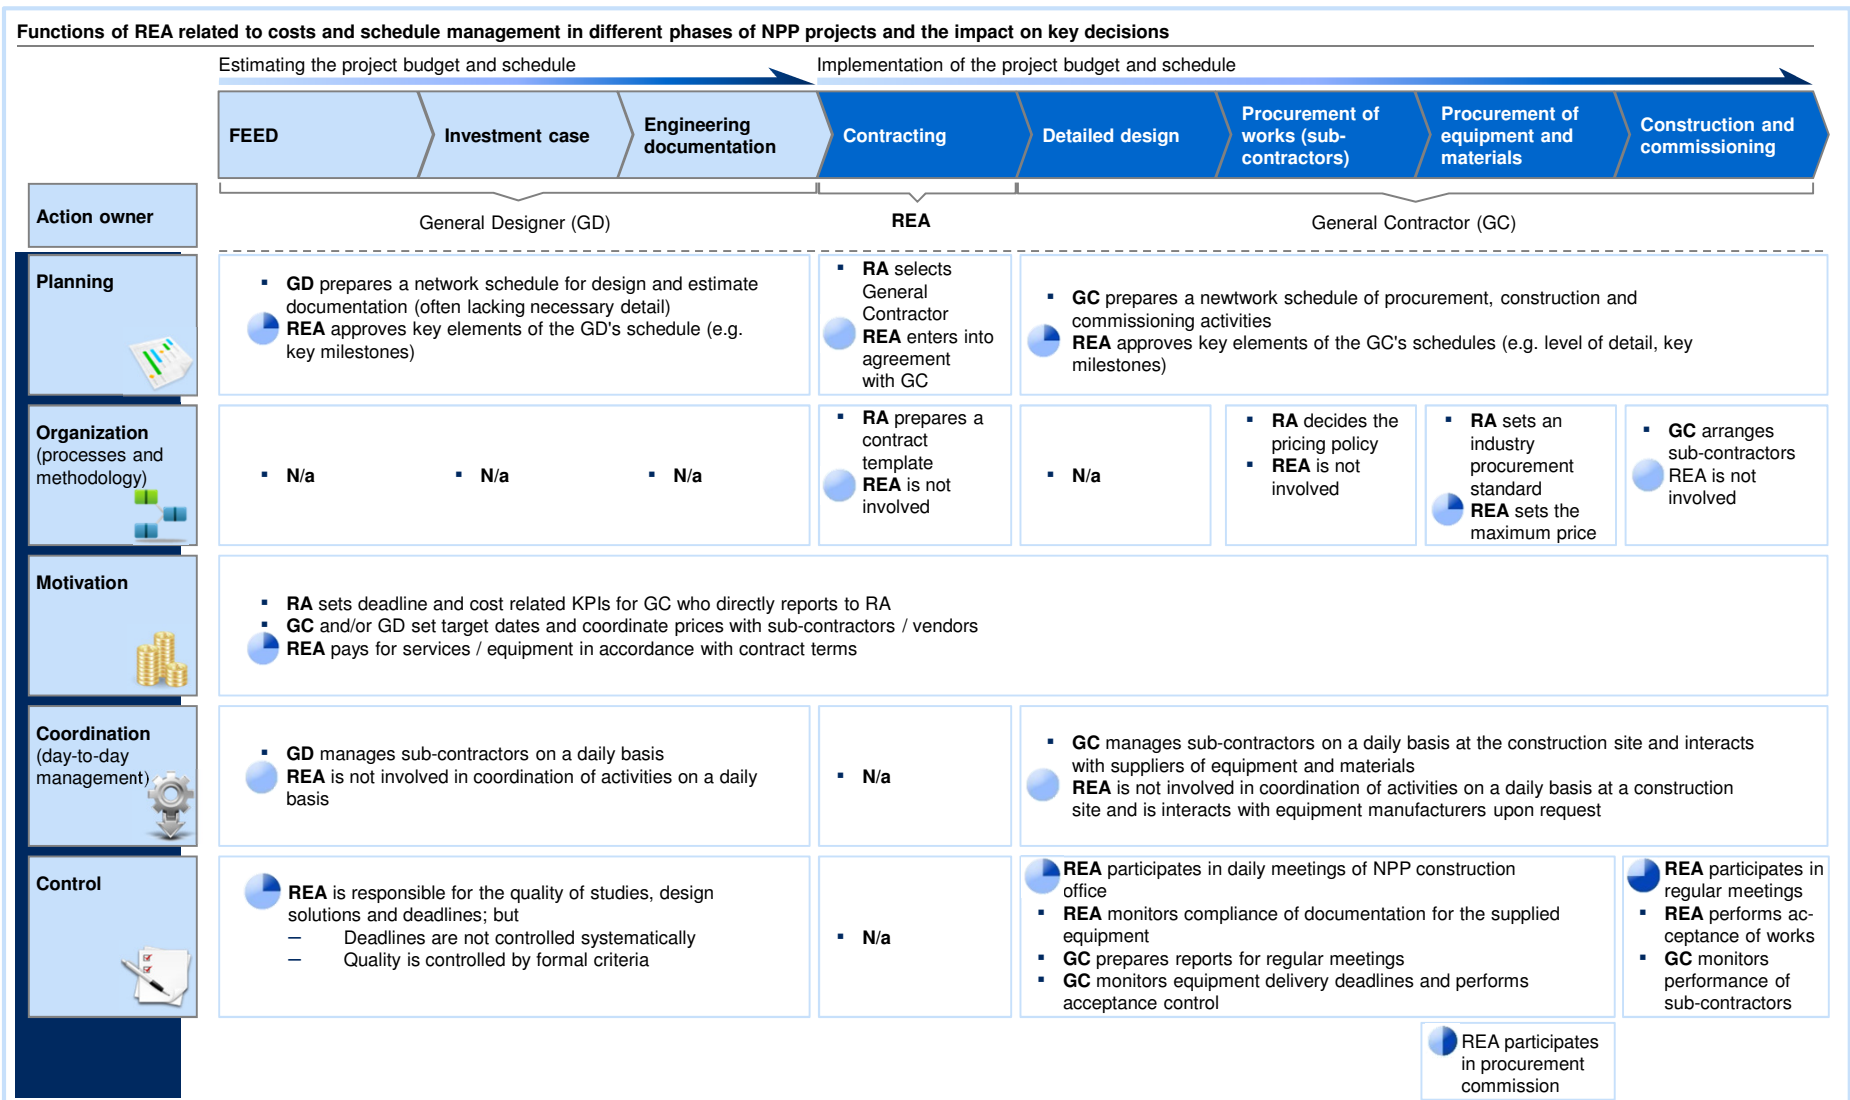 Functions of REA related to costs and schedule management in different phases of NPP projects and the impact on key decisions
Estimating the project budget and schedule
Implementation of the project budget and schedule
FEED
Investment case
Engineering
documentation
Contracting
Detailed design
Procurement of
works (sub-
contractors)
Procurement of
equipment and
materials
Construction and
commissioning
Action owner
General Designer (GD)
REA
General Contractor (GC)
Planning
▪ GD prepares a network schedule for design and estimate
documentation (often lacking necessary detail)
REA approves key elements of the GD's schedule (e.g.
key milestones)
▪ RA selects
General
Contractor
REA enters into
agreement
with GC
▪ GC prepares a newtwork schedule of procurement, construction and
commissioning activities
REA approves key elements of the GC's schedules (e.g. level of detail, key
milestones)
Organization
(processes and
methodology)
▪ N/a
▪ N/a
▪ N/a
▪ RA prepares a
contract
template
REA is not
involved
▪ N/a
▪ RA decides the
pricing policy
▪ REA is not
involved
▪ RA sets an
industry
procurement
standard
REA sets the
maximum price
▪ GC arranges
sub-contractors
REA is not
involved
Motivation
▪ RA sets deadline and cost related KPIs for GC who directly reports to RA
▪ GC and/or GD set target dates and coordinate prices with sub-contractors / vendors
REA pays for services / equipment in accordance with contract terms
Coordination
(day-to-day
management)
▪ GD manages sub-contractors on a daily basis
REA is not involved in coordination of activities on a daily
basis
▪ N/a
▪ GC manages sub-contractors on a daily basis at the construction site and interacts
with suppliers of equipment and materials
REA is not involved in coordination of activities on a daily basis at a construction
site and is interacts with equipment manufacturers upon request
Control
REA is responsible for the quality of studies, design
solutions and deadlines; but
– Deadlines are not controlled systematically
– Quality is controlled by formal criteria
▪ N/a
REA participates in daily meetings of NPP construction
office
▪ REA monitors compliance of documentation for the supplied
equipment
▪ GC prepares reports for regular meetings
▪ GC monitors equipment delivery deadlines and performs
acceptance control
REA participates in
regular meetings
▪ REA performs ac-
ceptance of works
▪ GC monitors
performance of
sub-contractors
REA participates
in procurement
commission